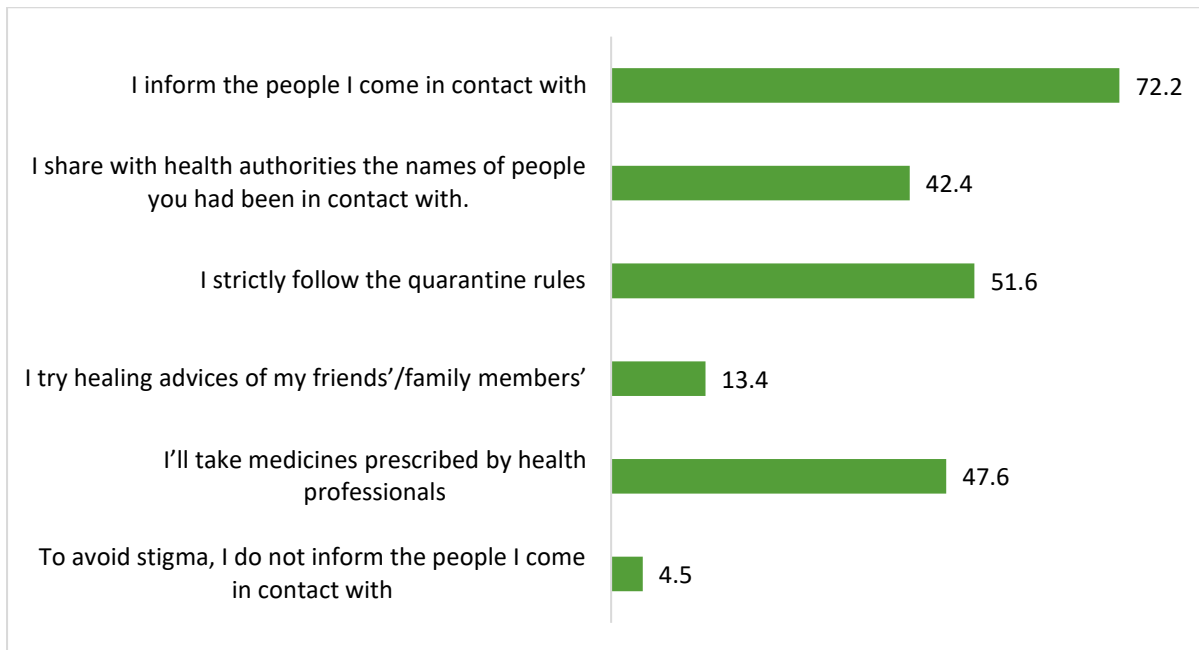 I inform the people I come in contact with
72.2
I share with health authorities the names of people
you had been in contact with.
42.4
I strictly follow the quarantine rules
51.6
I try healing advices of my friends’/family members’
13.4
I’ll take medicines prescribed by health
professionals
47.6
To avoid stigma, I do not inform the people I come
in contact with
4.5